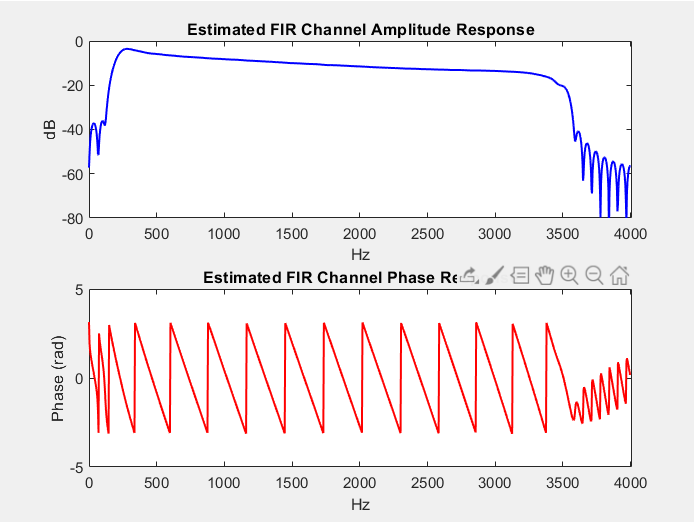 Estimated FIR Channel Amplitude Response
0
-20
-40
-60
-80
dB
0 500 1000 1500 2000 2500 3000 3500 4000
Hz
Estimated FIR Channel Phase Re
5
0
-5
Phase (rad)
0 500 1000 1500 2000 2500 3000 3500 4000
Hz